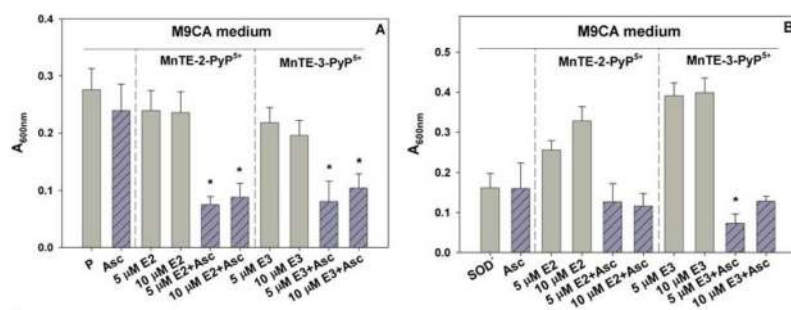 M9CA medium
A
MnTE-2-PyP5+
MnTE-3-PyP5+
0.4
0.3
0.2
0.1
0.0
A600nm
*
*
*
*
P
Asc
5 μM E2
10 μM E2
5 μM E2+Asc
10 μM E2+Asc
5 μM E3
10 μM E3
5 μM E3+Asc
10 μM E3+Asc
M9CA medium
B
MnTE-2-PyP5+
MnTE-3-PyP5+
0.5
0.4
0.3
0.2
0.1
0.0
A600nm
*
SOD
Asc
5 μM E2
10 μM E2
5 μM E2+Asc
10 μM E2+Asc
5 μM E3
10 μM E3
5 μM E3+Asc
10 μM E3+Asc